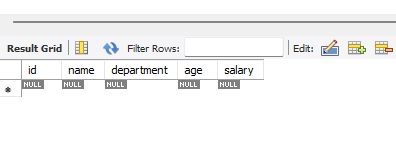 Result Grid Filter Rows: Edit:
id name department age salary
NULL NULL NULL NULL NULL